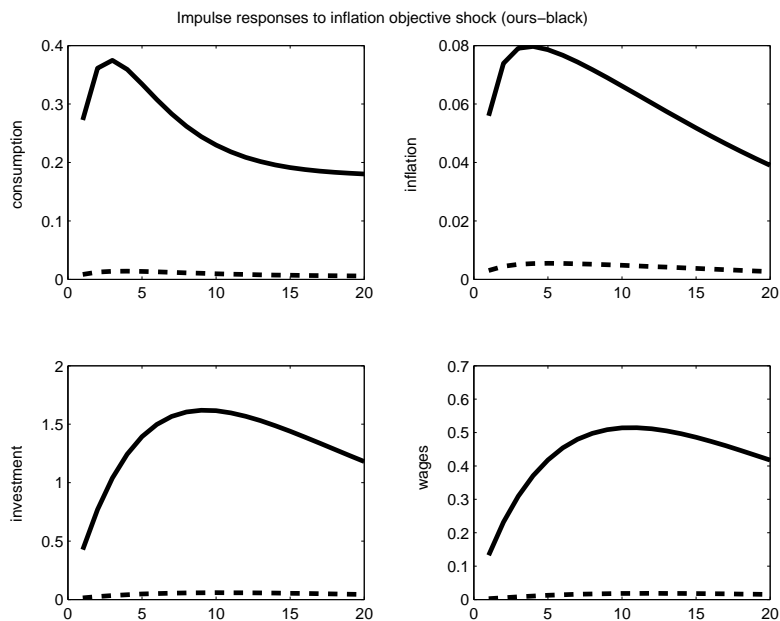 Impulse responses to inflation objective shock (ours−black)
0.4
0.3
0.2
0.1
0
consumption
0 5 10 15 20
0.08
0.06
0.04
0.02
0
inflation
0 5 10 15 20
2
1.5
1
0.5
0
investment
0 5 10 15 20
0.7
0.6
0.5
0.4
0.3
0.2
0.1
0
wages
0 5 10 15 20